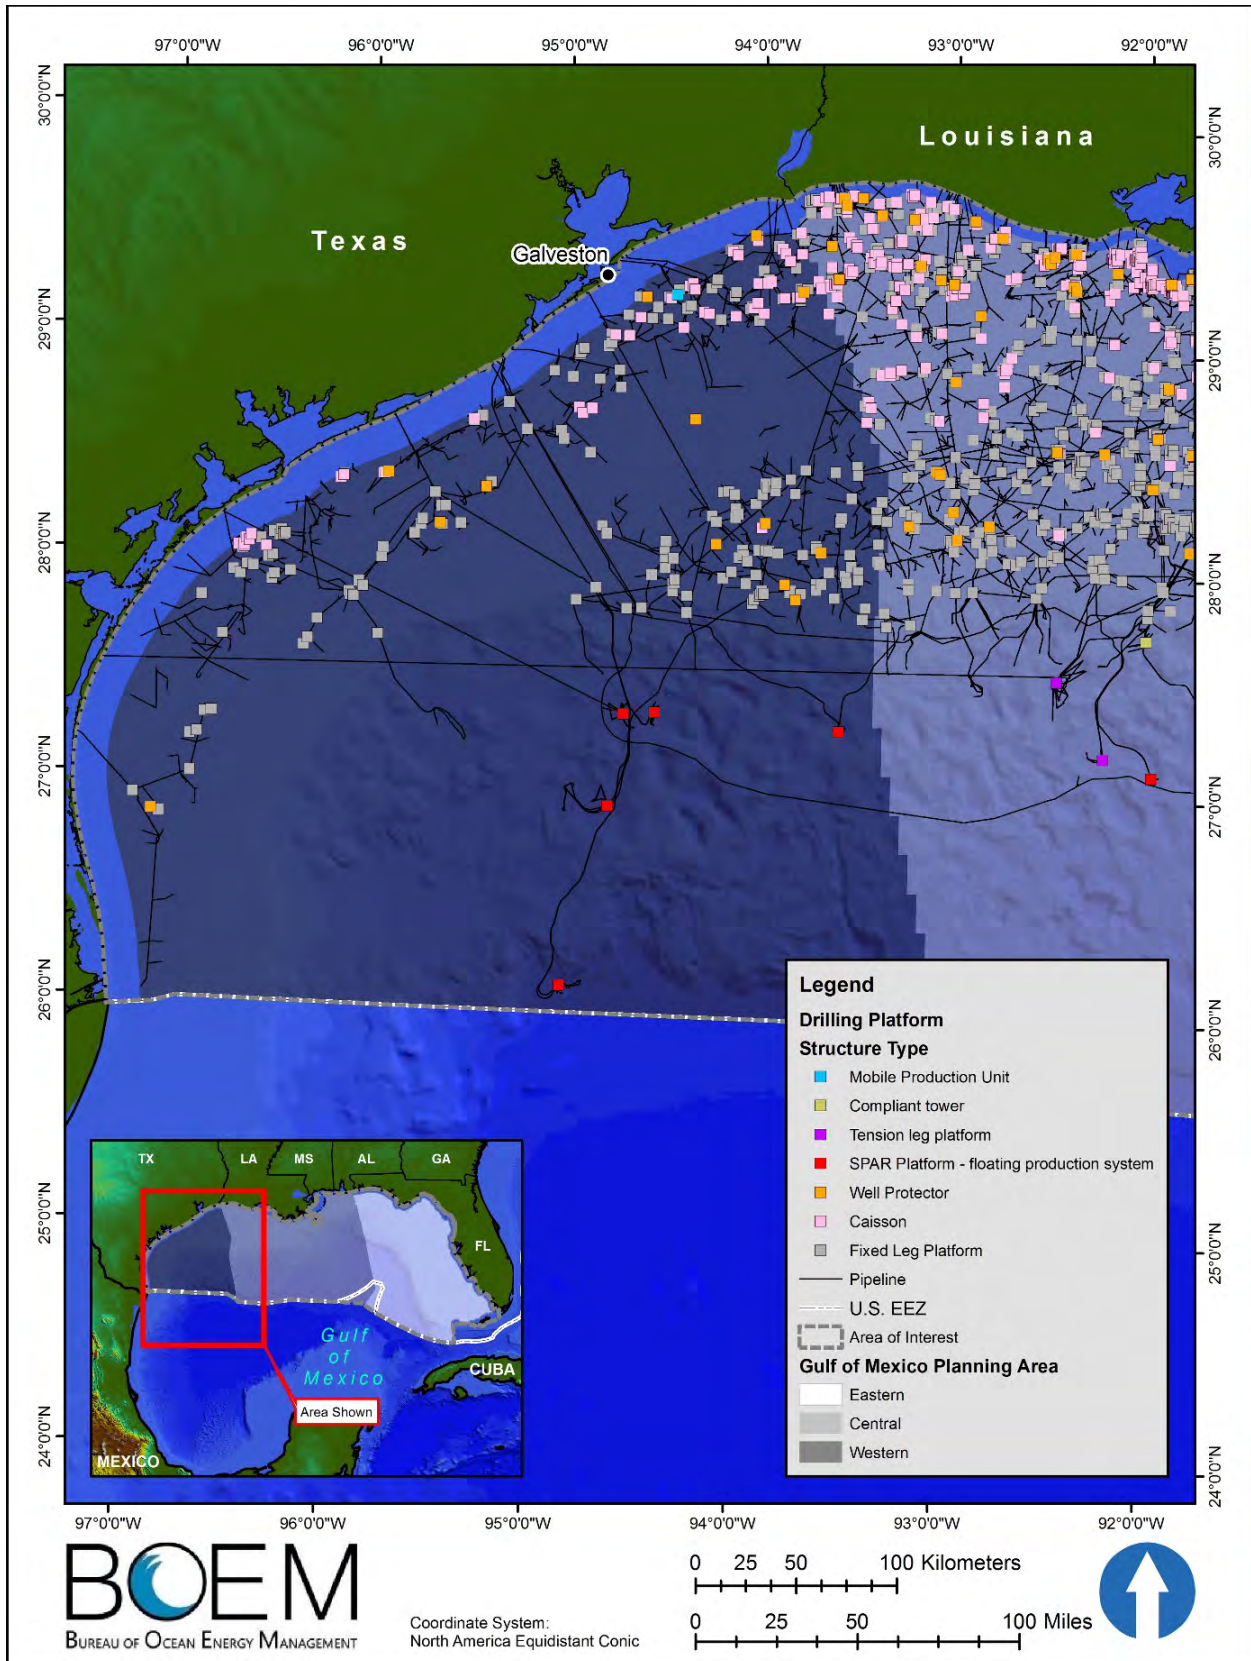 97°0'0"W 96°0'0"W 95°0'0"W 94°0'0"W 93°0'0"W 92°0'0"W
30°0'0"N
30°0'0"N
Louisiana
Texas
Galveston
29°0'0"N
29°0'0"N
28°0'0"N
28°0'0"N
27°0'0"N
27°0'0"N
26°0'0"N
26°0'0"N
25°0'0"N
25°0'0"N
24°0'0"N
24°0'0"N
Legend
Drilling Platform
Structure Type
Mobile Production Unit
Compliant tower
Tension leg platform
SPAR Platform - floating production system
Well Protector
Caisson
Fixed Leg Platform
Pipeline
U.S. EEZ
Area of Interest
Gulf of Mexico Planning Area
Eastern
Central
Western
TX LA MS AL GA
FL
Gulf
of
Mexico
CUBA
Area Shown
MEXICO
97°0'0"W 96°0'0"W 95°0'0"W 94°0'0"W 93°0'0"W 92°0'0"W
BOEM
BUREAU OF OCEAN ENERGY MANAGEMENT
Coordinate System:
North America Equidistant Conic
0 25 50 100 Kilometers
0 25 50 100 Miles